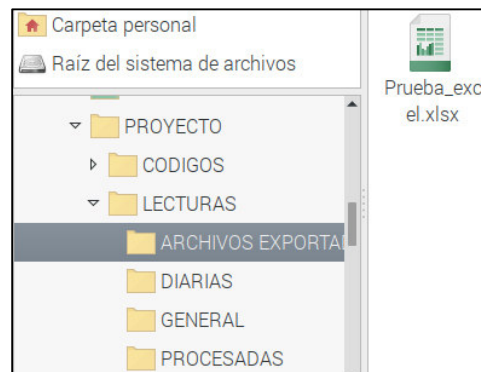 Carpeta personal
Raíz del sistema de archivos
PROYECTO
CODIGOS
LECTURAS
ARCHIVOS EXPORTA
DIARIAS
GENERAL
PROCESADAS
Prueba_exc
el.xlsx